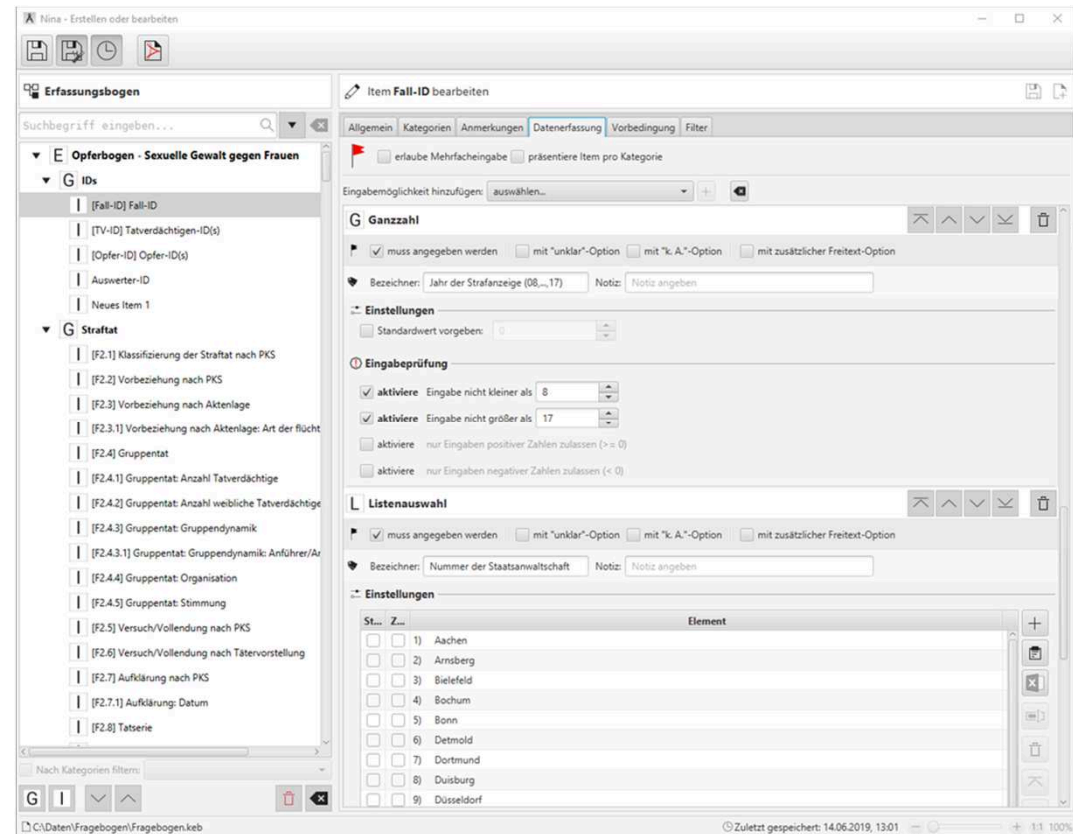 Nina - Erstellen oder bearbeiten
Erfassungsbogen
Suchbegriff eingeben...
E Opferbogen - Sexuelle Gewalt gegen Frauen
G IDs
I [Fall-ID] Fall-ID
I [TV-ID] Tatverdächtigen-ID(s)
I [Opfer-ID] Opfer-ID(s)
I Auswerter-ID
I Neues Item 1
G Straftat
I [F2.1] Klassifizierung der Straftat nach PKS
I [F2.2] Vorbeziehung nach PKS
I [F2.3] Vorbeziehung nach Aktenlage
I [F2.3.1] Vorbeziehung nach Aktenlage: Art der flücht
I [F2.4] Gruppentat
I [F2.4.1] Gruppentat: Anzahl Tatverdächtige
I [F2.4.2] Gruppentat: Anzahl weibliche Tatverdächtige
I [F2.4.3] Gruppentat: Gruppendynamik
I [F2.4.3.1] Gruppentat: Gruppendynamik: Anführer/Ar
I [F2.4.4] Gruppentat: Organisation
I [F2.4.5] Gruppentat: Stimmung
I [F2.5] Versuch/Vollendung nach PKS
I [F2.6] Versuch/Vollendung nach Tätervorstellung
I [F2.7] Aufklärung nach PKS
I [F2.7.1] Aufklärung: Datum
I [F2.8] Tatserie
Nach Kategorien filtern:
G I
Item Fall-ID bearbeiten
Allgemein Kategorien Anmerkungen Datenerfassung Vorbedingung Filter
erlaube Mehrfacheingabe präsentiere Item pro Kategorie
Eingabemöglichkeit hinzufügen: auswählen... +
G Ganzzahl
muss angegeben werden mit "unklar"-Option mit "k. A."-Option mit zusätzlicher Freitext-Option
Bezeichner: Jahr der Strafanzeige (08,...,17) Notiz: Notiz angeben
Einstellungen
Standardwert vorgeben: 0
Eingabeprüfung
aktiviere Eingabe nicht kleiner als 8
aktiviere Eingabe nicht größer als 17
aktiviere nur Eingaben positiver Zahlen zulassen (>= 0)
aktiviere nur Eingaben negativer Zahlen zulassen (< 0)
L Listenauswahl
muss angegeben werden mit "unklar"-Option mit "k. A."-Option mit zusätzlicher Freitext-Option
Bezeichner: Nummer der Staatsanwaltschaft Notiz: Notiz angeben
Einstellungen
St... Z... Element
1) Aachen
2) Arnsberg
3) Bielefeld
4) Bochum
5) Bonn
6) Detmold
7) Dortmund
8) Duisburg
9) Düsseldorf
C:\Daten\Fragebogen\Fragebogen.keb
Zuletzt gespeichert: 14.06.2019, 13:01 1:1 100%